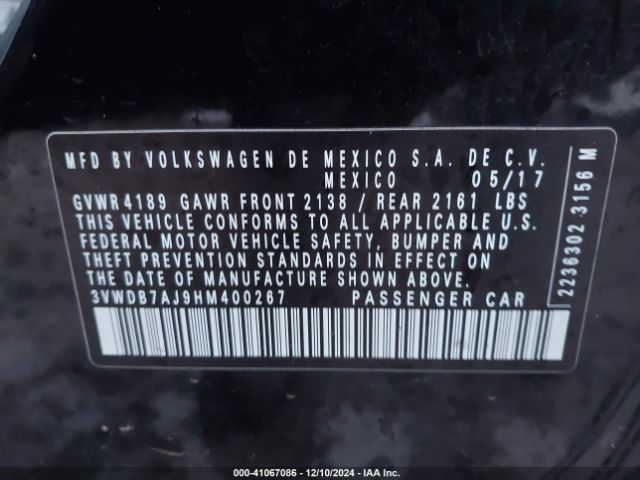 MFD BY VOLKSWAGEN DE MEXICO S.A. DE C.V.
MEXICO 05/17
GVWR 4189 GAWR FRONT 2138 / REAR 2161 LBS
THIS VEHICLE CONFORMS TO ALL APPLICABLE U.S.
FEDERAL MOTOR VEHICLE SAFETY, BUMPER AND
THEFT PREVENTION STANDARDS IN EFFECT ON
THE DATE OF MANUFACTURE SHOWN ABOVE.
3VWDB7AJ9HM400267 PASSENGER CAR
2236302 3156 M
000-41067086 - 12/10/2024 - IAA Inc.